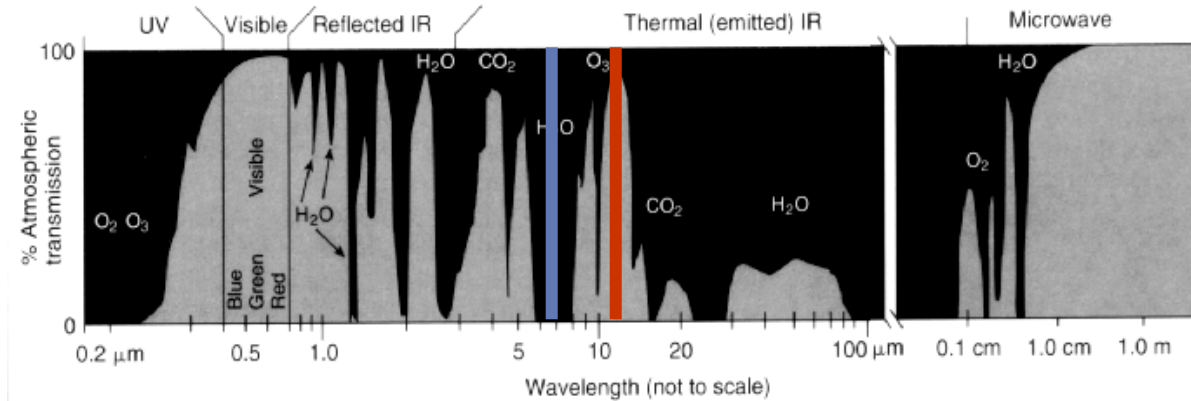 UV Visible Reflected IR Thermal (emitted) IR Microwave
100
H₂O CO₂ O₃ H₂O
H₂O
O₂
CO₂ H₂O
O₂ O₃
H₂O
Visible
Blue
Green
Red
% Atmospheric
transmission
0
0.2 µm 0.5 1.0 5 10 20 100 µm 0.1 cm 1.0 cm 1.0 m
Wavelength (not to scale)